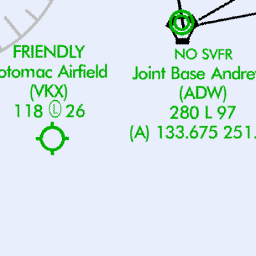 FRIENDLY
otomac Airfield
(VKX)
118 Ⓛ 26
NO SVFR
Joint Base Andre
(ADW)
280 L 97
(A) 133.675 251.